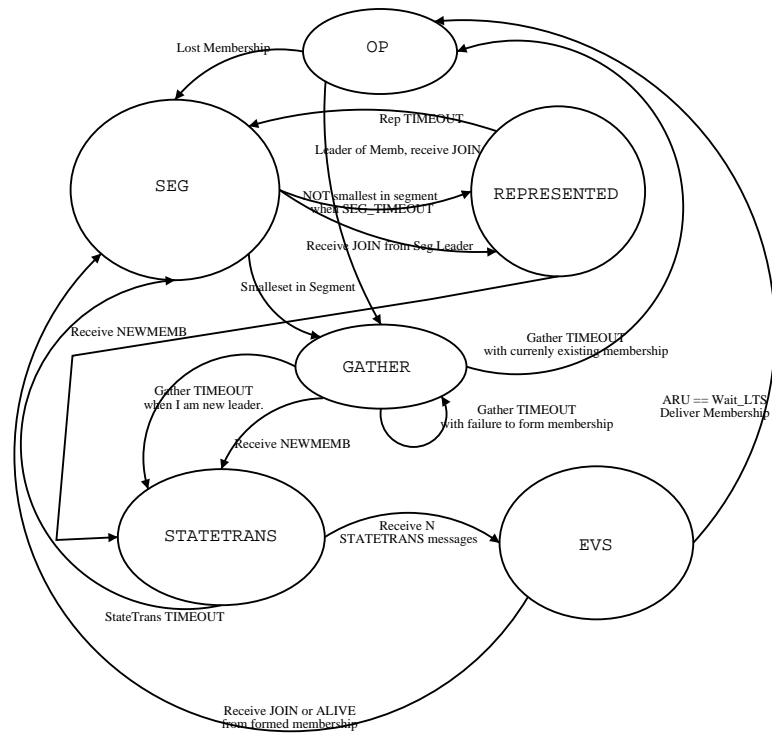 OP
Lost Membership
Rep TIMEOUT
Leader of Memb, receive JOIN
SEG
REPRESENTED
NOT smallest in segment
when SEG_TIMEOUT
Receive JOIN from Seg Leader
Smalleset in Segment
Receive NEWMEMB
Gather TIMEOUT
with currenly existing membership
GATHER
Gather TIMEOUT
when I am new leader.
ARU == Wait_LTS
Deliver Membership
Gather TIMEOUT
with failure to form membership
Receive NEWMEMB
Receive N
STATETRANS messages
STATETRANS
EVS
StateTrans TIMEOUT
Receive JOIN or ALIVE
from formed membership